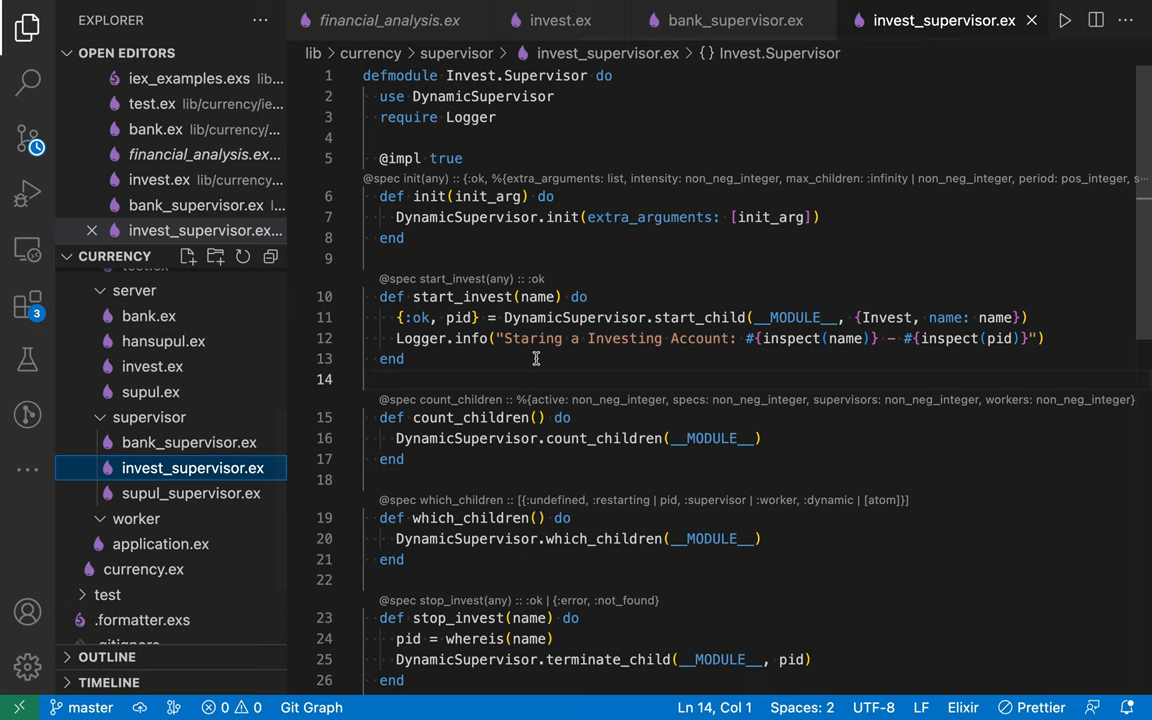 EXPLORER
OPEN EDITORS
iex_examples.exs lib...
test.ex lib/currency/ie...
bank.ex lib/currency/...
financial_analysis.ex...
invest.ex lib/currency...
bank_supervisor.ex l...
invest_supervisor.ex...
CURRENCY
server
bank.ex
hansupul.ex
invest.ex
supul.ex
supervisor
bank_supervisor.ex
invest_supervisor.ex
supul_supervisor.ex
worker
application.ex
currency.ex
test
.formatter.exs
.gitignore
OUTLINE
TIMELINE
3
financial_analysis.ex invest.ex bank_supervisor.ex invest_supervisor.ex
lib > currency > supervisor > invest_supervisor.ex > {} Invest.Supervisor
1 defmodule Invest.Supervisor do
2 use DynamicSupervisor
3 require Logger
4
5 @impl true
@spec init(any) :: {:ok, %{extra_arguments: list, intensity: non_neg_integer, max_children: :infinity | non_neg_integer, period: pos_integer, s...
6 def init(init_arg) do
7 DynamicSupervisor.init(extra_arguments: [init_arg])
8 end
9
@spec start_invest(any) :: :ok
10 def start_invest(name) do
11 {:ok, pid} = DynamicSupervisor.start_child(__MODULE__, {Invest, name: name})
12 Logger.info("Staring a Investing Account: #{inspect(name)} - #{inspect(pid)}")
13 end
14
@spec count_children :: %{active: non_neg_integer, specs: non_neg_integer, supervisors: non_neg_integer, workers: non_neg_integer}
15 def count_children() do
16 DynamicSupervisor.count_children(__MODULE__)
17 end
18
@spec which_children :: [{:undefined, :restarting | pid, :supervisor | :worker, :dynamic | [atom]}]
19 def which_children() do
20 DynamicSupervisor.which_children(__MODULE__)
21 end
22
@spec stop_invest(any) :: :ok | {:error, :not_found}
23 def stop_invest(name) do
24 pid = whereis(name)
25 DynamicSupervisor.terminate_child(__MODULE__, pid)
26 end
master 0 0 Git Graph Ln 14, Col 1 Spaces: 2 UTF-8 LF Elixir Prettier